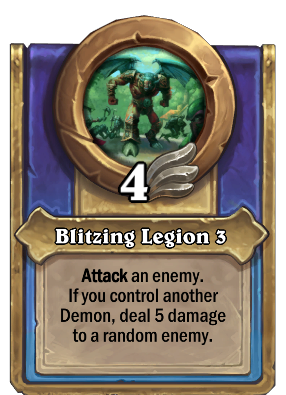 4
Blitzing Legion 3
Attack an enemy.
If you control another
Demon, deal 5 damage
to a random enemy.